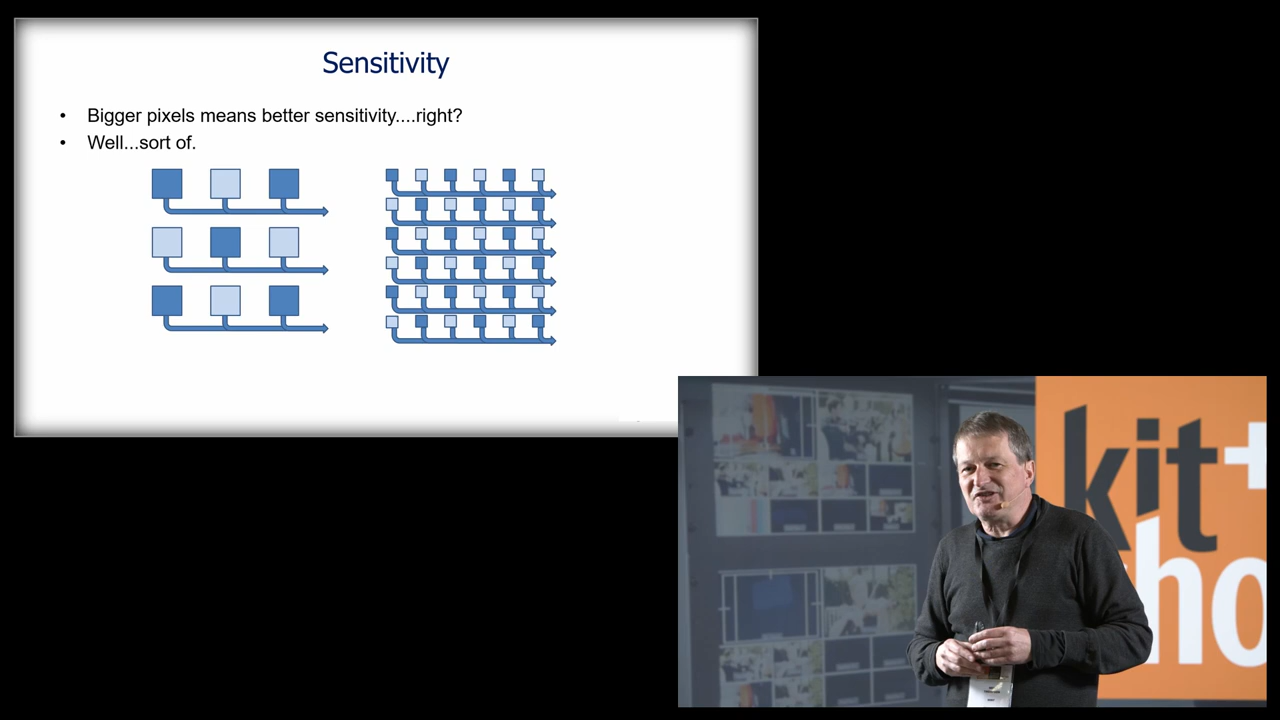 Sensitivity
• Bigger pixels means better sensitivity....right?
• Well...sort of.
kit+
ho